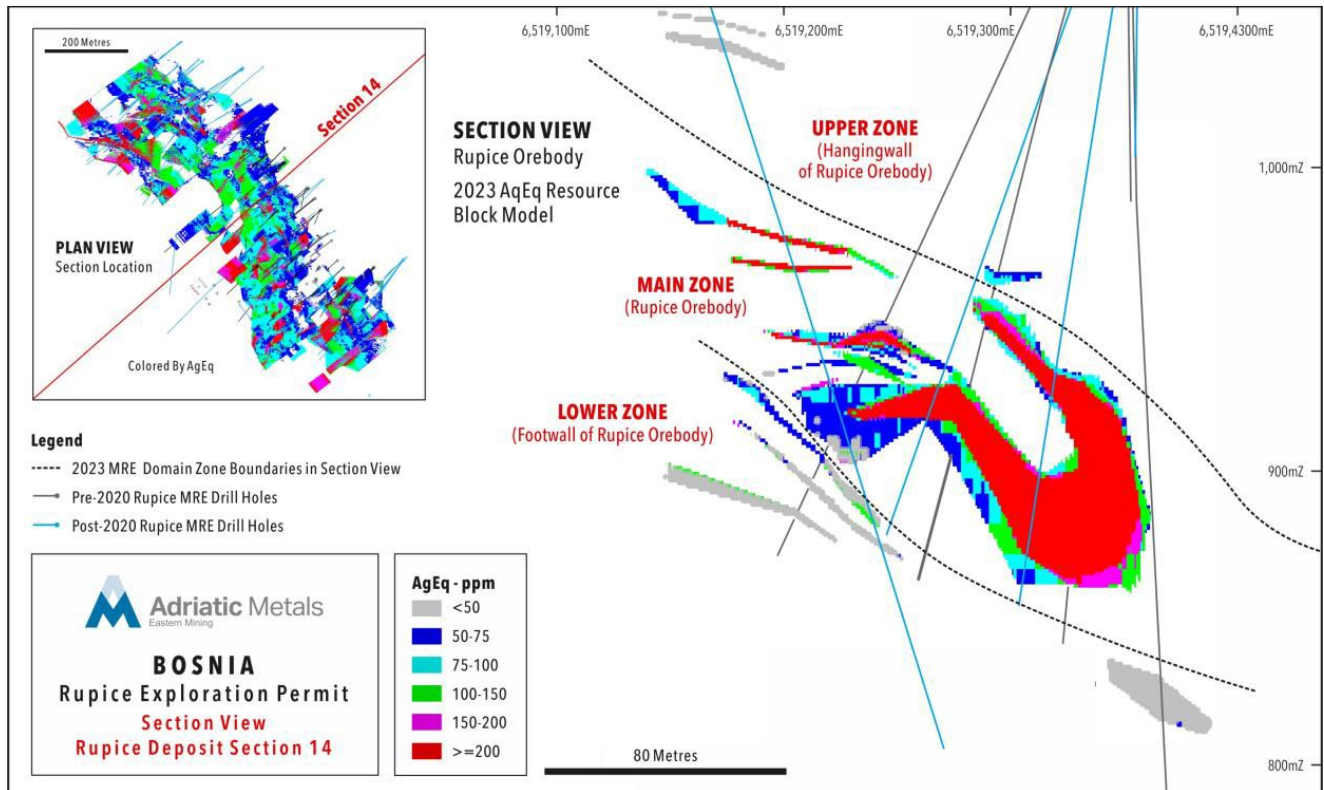 200 Metres
Section 14
PLAN VIEW
Section Location
Colored By AgEq
6,519,100mE
6,519,200mE
6,519,300mE
6,519,4300mE
SECTION VIEW
Rupice Orebody
2023 AqEq Resource
Block Model
UPPER ZONE
(Hangingwall
of Rupice Orebody)
1,000mZ
MAIN ZONE
(Rupice Orebody)
LOWER ZONE
(Footwall of Rupice Orebody)
900mZ
800mZ
80 Metres
Legend
2023 MRE Domain Zone Boundaries in Section View
Pre-2020 Rupice MRE Drill Holes
Post-2020 Rupice MRE Drill Holes
Adriatic Metals
Eastern Mining
BOSNIA
Rupice Exploration Permit
Section View
Rupice Deposit Section 14
AgEq - ppm
<50
50-75
75-100
100-150
150-200
>=200